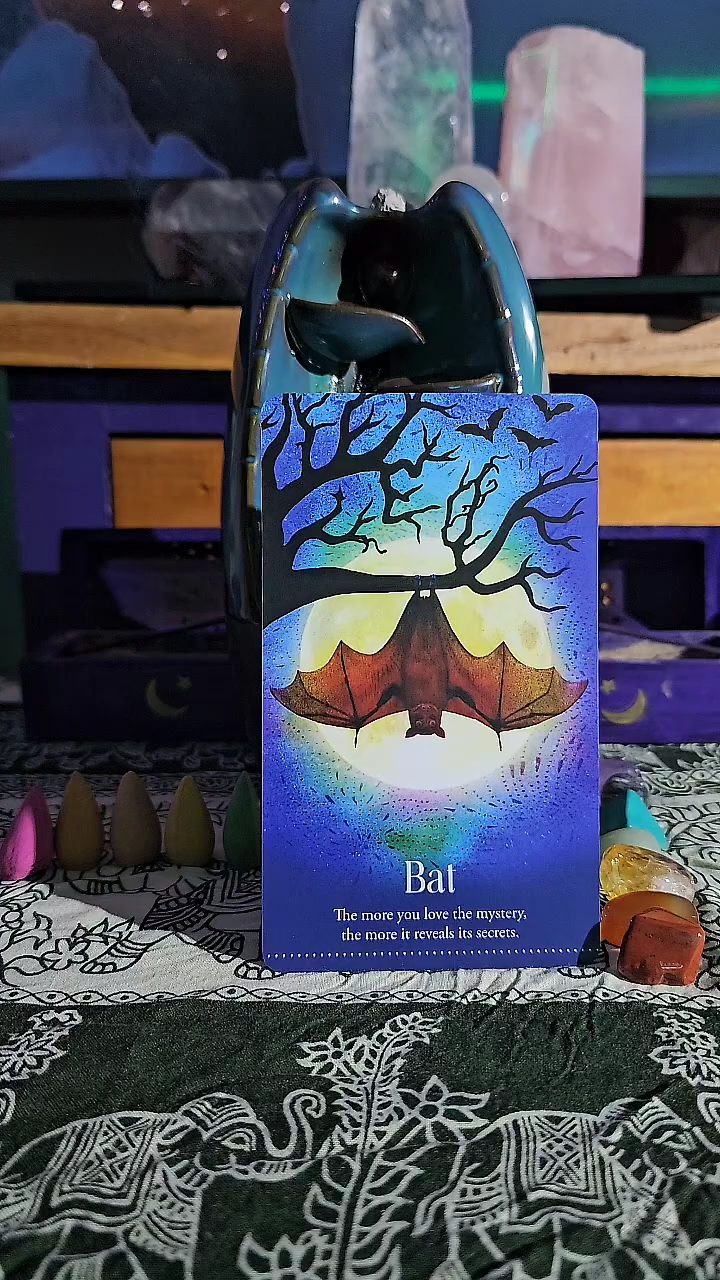 Bat
The more you love the mystery,
the more it reveals its secrets.